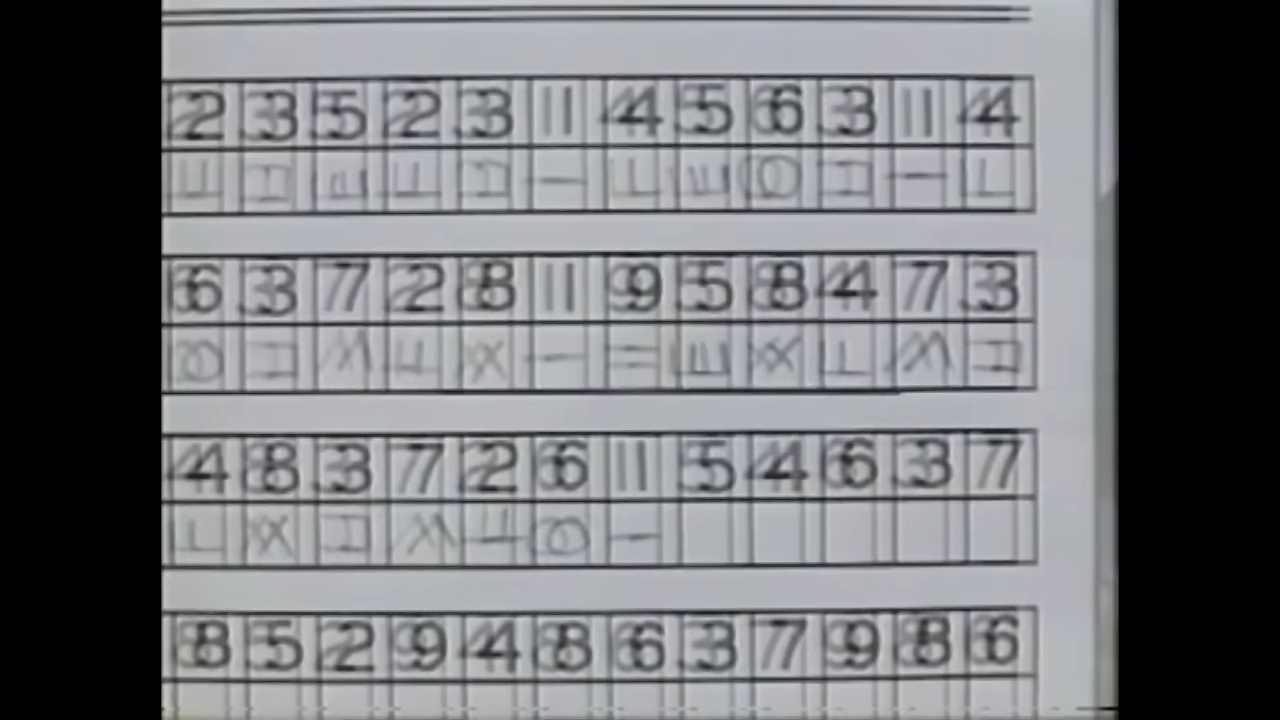 2 3 5 2 3 1 4 5 6 3 1 4
6 3 7 2 8 1 9 5 8 4 7 3
4 8 3 7 2 6 1 5 4 6 3 7
8 5 2 9 4 8 6 3 7 9 8 6